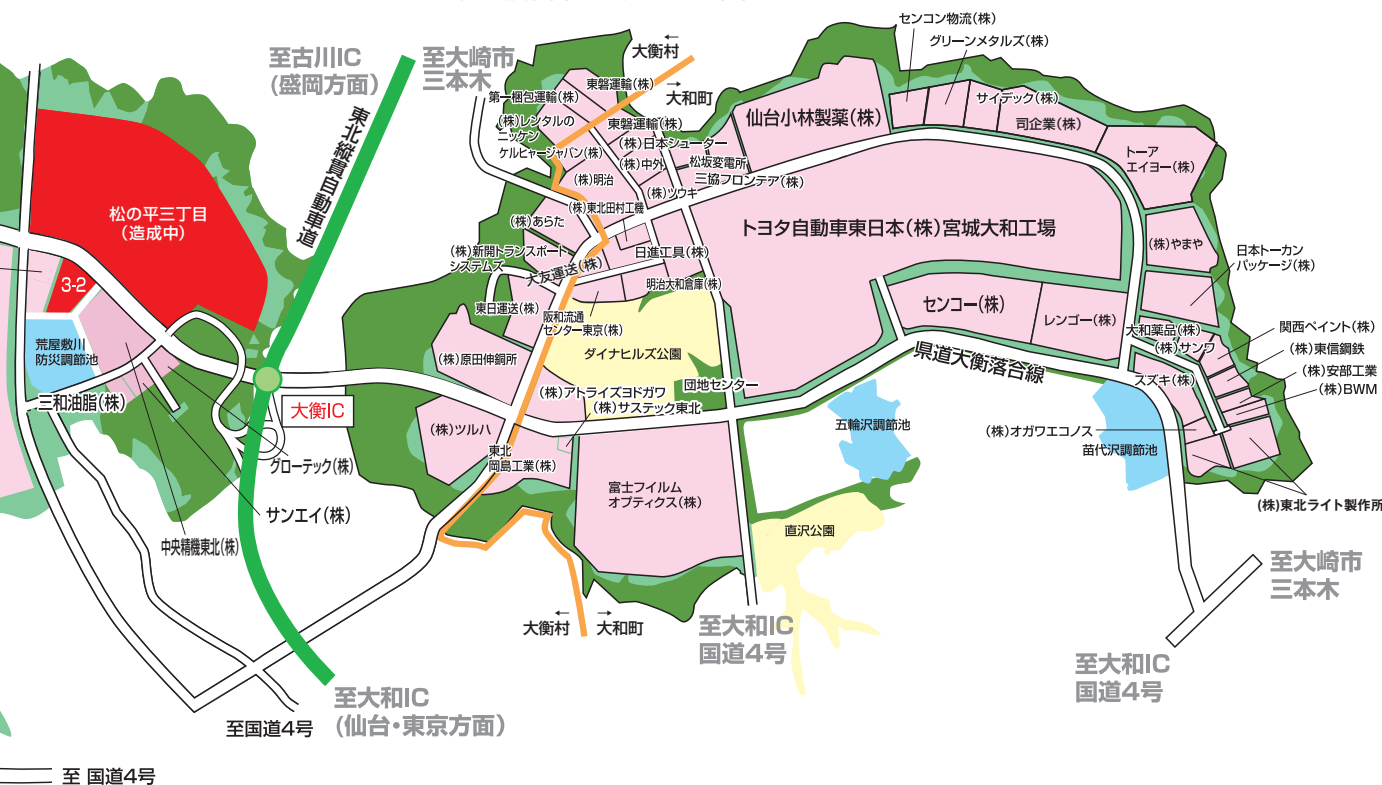 至古川IC
(盛岡方面)
東北縦貫自動車道
至大崎市
三本木
大衡村
←
→
大和町
センコン物流(株)
グリーンメタルズ(株)
サイデック(株)
司企業(株)
トーア
エイヨー(株)
仙台小林製薬(株)
東磐運輸(株)
第一梱包運輸(株)
(株)レンタルの
ニッケン
ケルヒャージャパン(株)
東磐運輸(株)
(株)日本シューター
(株)中外
松坂変電所
三協フロンテア(株)
(株)ツウキ
(株)明治
(株)東北田村工機
(株)あらた
(株)新開トランスポート
システムズ
大友運送(株)
日進工具(株)
明治大和倉庫(株)
東日運送(株)
阪和流通
センター東京(株)
ダイナヒルズ公園
(株)原田伸銅所
(株)アトライズヨドガワ
(株)サステック東北
団地センター
(株)ツルハ
東北
岡島工業(株)
富士フイルム
オプティクス(株)
トヨタ自動車東日本(株)宮城大和工場
センコー(株)
レンゴー(株)
県道大衡落合線
(株)やまや
日本トーカン
パッケージ(株)
大和薬品(株)
(株)サンワ
スズキ(株)
関西ペイント(株)
(株)東信鋼鉄
(株)安部工業
(株)BWM
(株)オガワエコノス
苗代沢調節池
(株)東北ライト製作所
五輪沢調節池
直沢公園
松の平三丁目
(造成中)
3-2
荒屋敷川
防災調節池
三和油脂(株)
大衡IC
グローテック(株)
サンエイ(株)
中央精機東北(株)
← →
大衡村 大和町
至大和IC
国道4号
至大崎市
三本木
至大和IC
国道4号
至大和IC
(仙台・東京方面)
至国道4号
至 国道4号